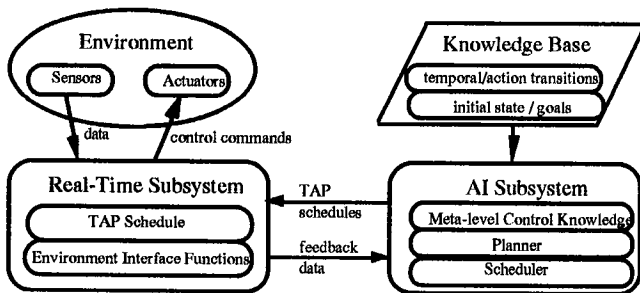 Environment
Sensors
Actuators
data
control commands
Knowledge Base
temporal/action transitions
initial state / goals
Real-Time Subsystem
TAP Schedule
Environment Interface Functions
TAP
schedules
feedback
data
AI Subsystem
Meta-level Control Knowledge
Planner
Scheduler